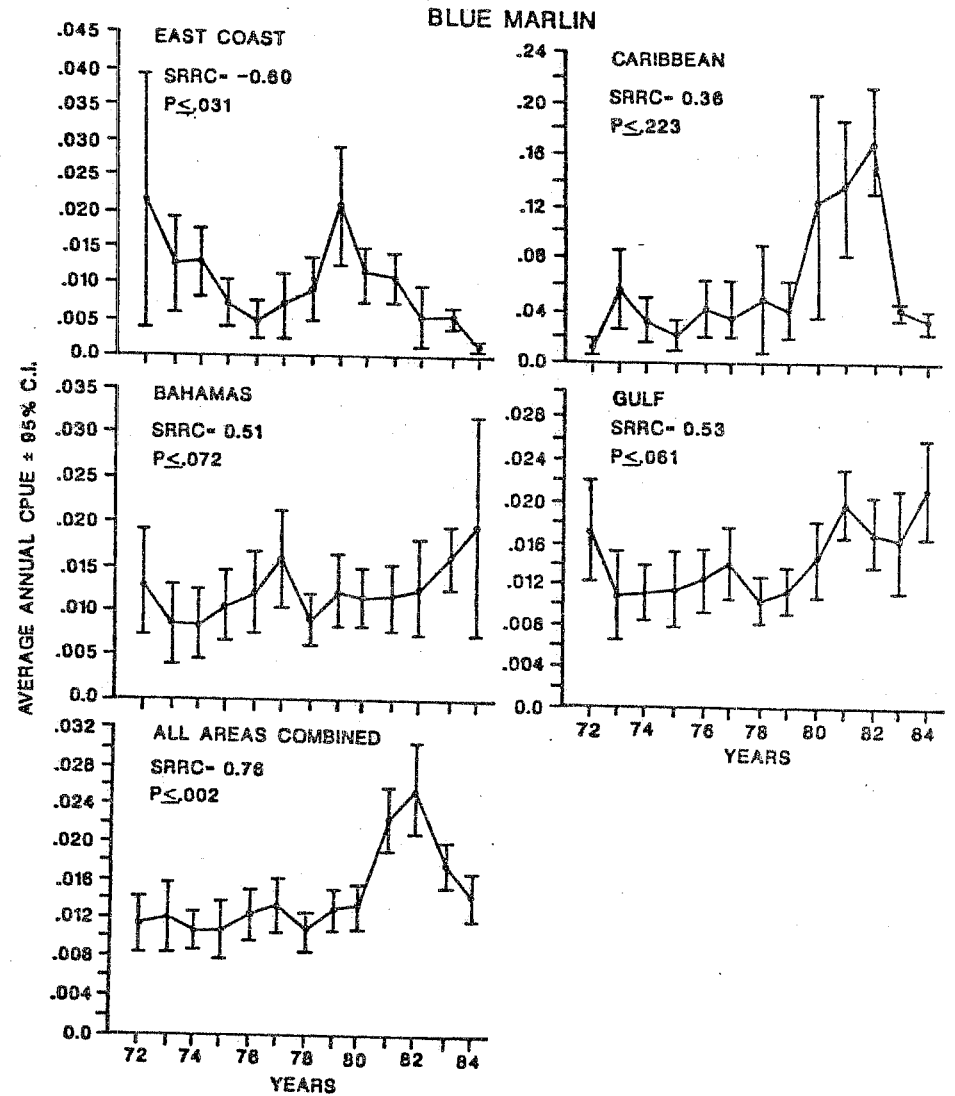 BLUE MARLIN
AVERAGE ANNUAL CPUE ± 95% C.I.
EAST COAST
SRRC= -0.60
P≤.031
.045
.040
.035
.030
.025
.020
.015
.010
.005
0.0
CARIBBEAN
SRRC= 0.36
P≤.223
.24
.20
.16
.12
.08
.04
0.0
BAHAMAS
SRRC= 0.51
P≤.072
.035
.030
.025
.020
.015
.010
.005
0.0
GULF
SRRC= 0.53
P≤.061
.028
.024
.020
.016
.012
.008
.004
0.0
72 74 76 78 80 82 84
YEARS
ALL AREAS COMBINED
SRRC= 0.76
P≤.002
.032
.028
.024
.020
.016
.012
.008
.004
0.0
72 74 76 78 80 82 84
YEARS